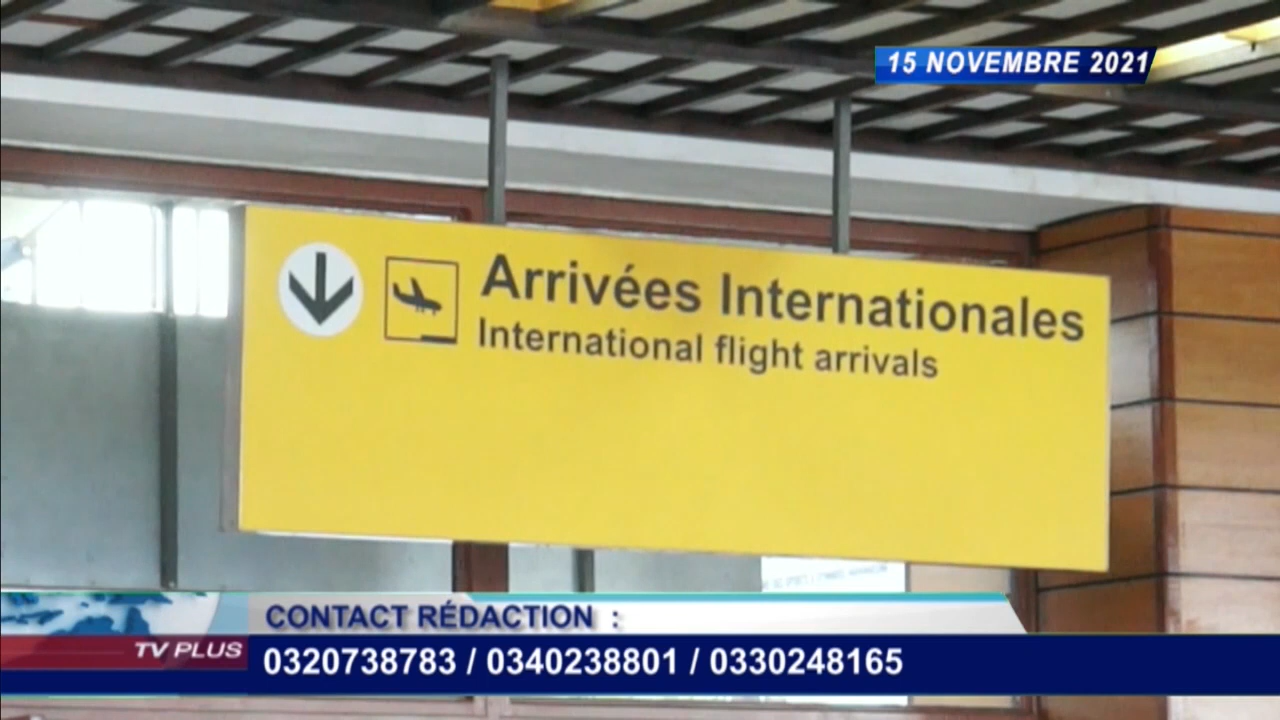 15 NOVEMBRE 2021
Arrivées Internationales
International flight arrivals
CONTACT RÉDACTION :
TV PLUS
0320738783 / 0340238801 / 0330248165